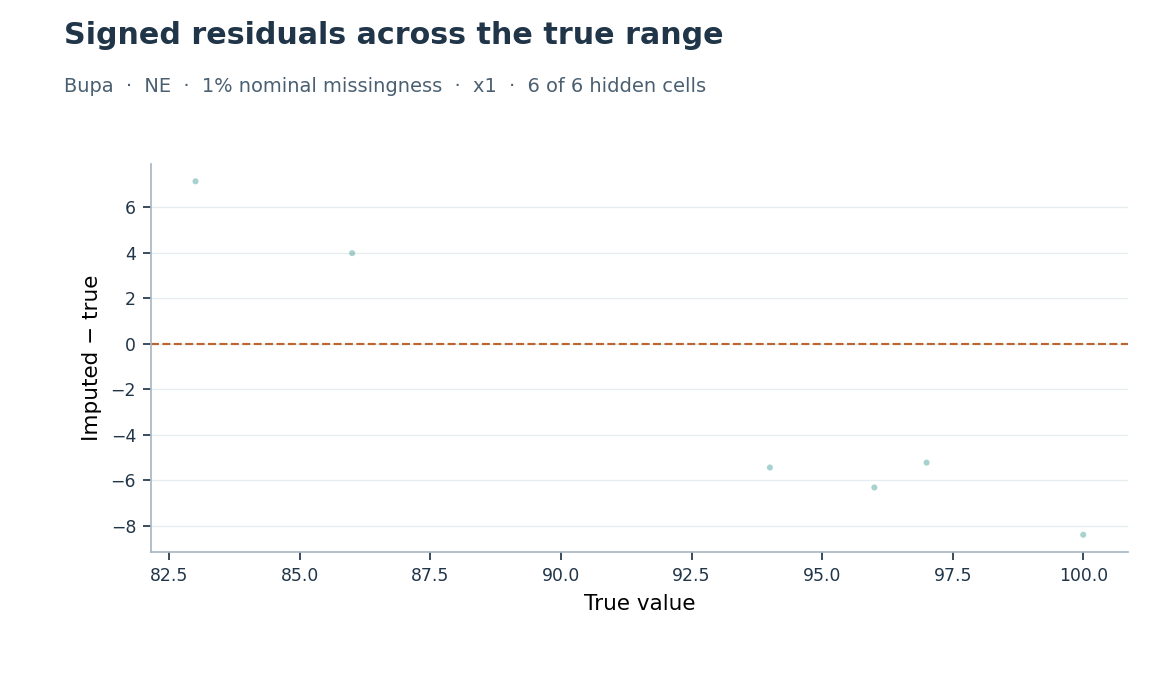 Signed residuals across the true range
Bupa · NE · 1% nominal missingness · x1 · 6 of 6 hidden cells
Imputed − true
6
4
2
0
−2
−4
−6
−8
82.5 85.0 87.5 90.0 92.5 95.0 97.5 100.0
True value